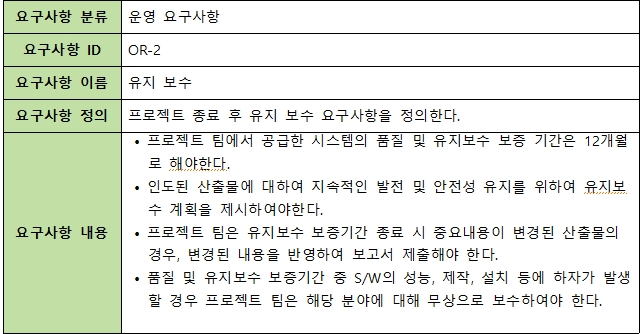 요구사항 분류 운영 요구사항
요구사항 ID OR-2
요구사항 이름 유지 보수
요구사항 정의 프로젝트 종료 후 유지 보수 요구사항을 정의한다.
요구사항 내용
• 프로젝트 팀에서 공급한 시스템의 품질 및 유지보수 보증 기간은 12개월
로 해야한다.
• 인도된 산출물에 대하여 지속적인 발전 및 안전성 유지를 위하여 유지보
수 계획을 제시하여야한다.
• 프로젝트 팀은 유지보수 보증기간 종료 시 중요내용이 변경된 산출물의
경우, 변경된 내용을 반영하여 보고서 제출해야 한다.
• 품질 및 유지보수 보증기간 중 S/W의 성능, 제작, 설치 등에 하자가 발생
할 경우 프로젝트 팀은 해당 분야에 대해 무상으로 보수하여야 한다.